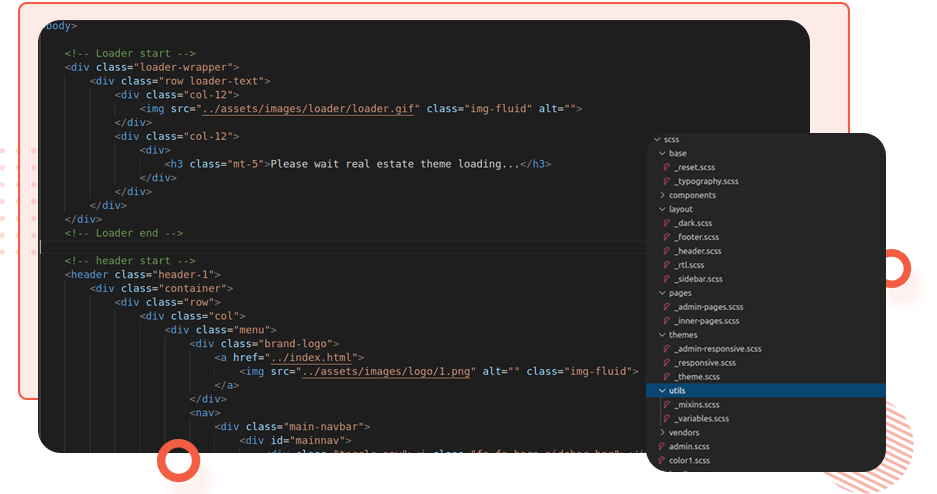 body>
<!-- Loader start -->
<div class="loader-wrapper">
<div class="row loader-text">
<div class="col-12">
<img src="../assets/images/loader/loader.gif" class="img-fluid" alt="">
</div>
<div class="col-12">
<div>
<h3 class="mt-5">Please wait real estate theme loading...</h3>
</div>
</div>
</div>
</div>
<!-- Loader end -->
<!-- header start -->
<header class="header-1">
<div class="container">
<div class="row">
<div class="col">
<div class="menu">
<div class="brand-logo">
<a href="../index.html">
<img src="../assets/images/logo/1.png" alt="" class="img-fluid">
</a>
</div>
<nav>
<div class="main-navbar">
<div id="mainnav">
scss
base
_reset.scss
_typography.scss
components
layout
_dark.scss
_footer.scss
_header.scss
_rtl.scss
_sidebar.scss
pages
_admin-pages.scss
_inner-pages.scss
themes
_admin-responsive.scss
_responsive.scss
_theme.scss
utils
_mixins.scss
_variables.scss
vendors
admin.scss
color1.scss